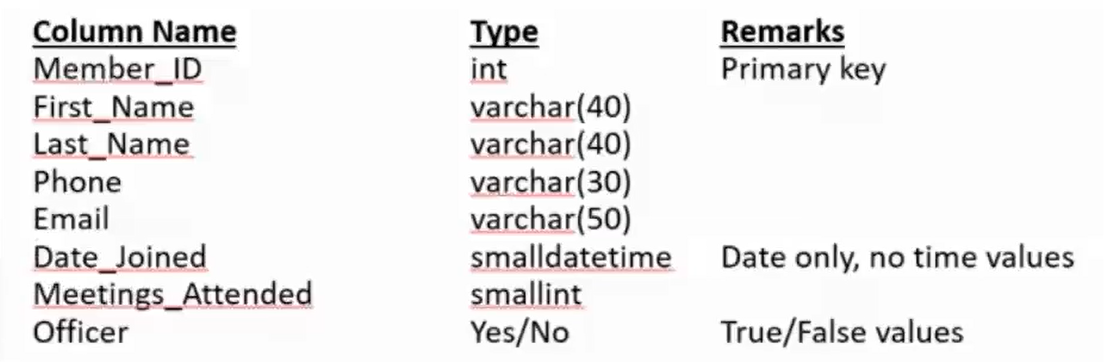 Column Name Type Remarks
Member_ID int Primary key
First_Name varchar(40)
Last_Name varchar(40)
Phone varchar(30)
Email varchar(50)
Date_Joined smalldatetime Date only, no time values
Meetings_Attended smallint
Officer Yes/No True/False values